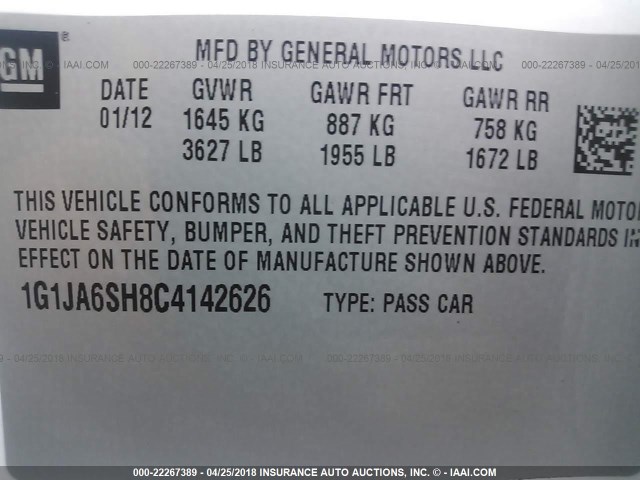 GM®
MFD BY GENERAL MOTORS LLC
DATE GVWR GAWR FRT GAWR RR
01/12 1645 KG 887 KG 758 KG
3627 LB 1955 LB 1672 LB
THIS VEHICLE CONFORMS TO ALL APPLICABLE U.S. FEDERAL MOTO
VEHICLE SAFETY, BUMPER, AND THEFT PREVENTION STANDARDS IN
EFFECT ON THE DATE OF MANUFACTURE SHOWN ABOVE.
1G1JA6SH8C4142626 TYPE: PASS CAR
000-22267389 - 04/25/2018 INSURANCE AUTO AUCTIONS, INC. - © IAAI.COM